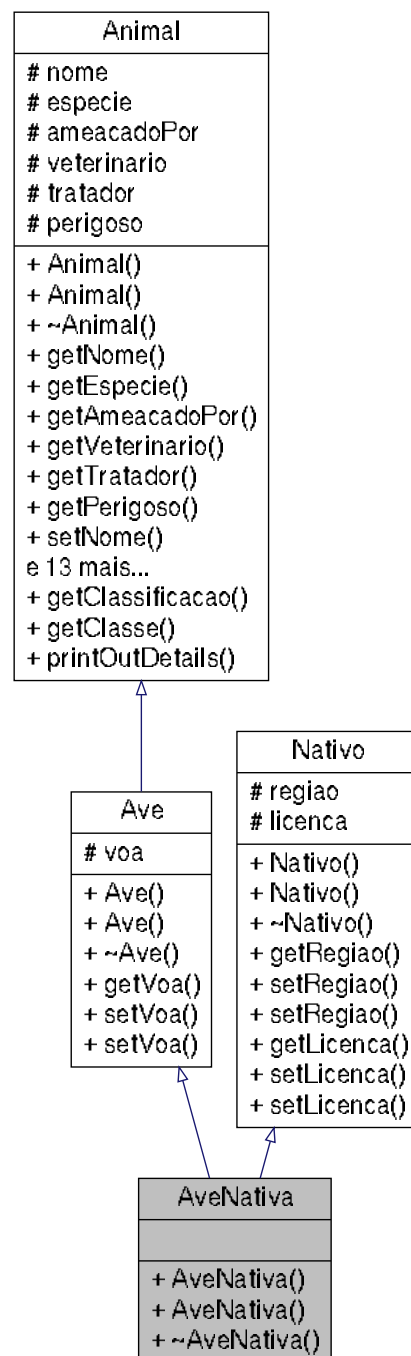 Animal
# nome
# especie
# ameacadoPor
# veterinario
# tratador
# perigoso
+ Animal()
+ Animal()
+ ~Animal()
+ getNome()
+ getEspecie()
+ getAmeacadoPor()
+ getVeterinario()
+ getTratador()
+ getPerigoso()
+ setNome()
e 13 mais...
+ getClassificacao()
+ getClasse()
+ printOutDetails()
Ave
# voa
+ Ave()
+ Ave()
+ ~Ave()
+ getVoa()
+ setVoa()
+ setVoa()
Nativo
# regiao
# licenca
+ Nativo()
+ Nativo()
+ ~Nativo()
+ getRegiao()
+ setRegiao()
+ setRegiao()
+ getLicenca()
+ setLicenca()
+ setLicenca()
AveNativa
+ AveNativa()
+ AveNativa()
+ ~AveNativa()